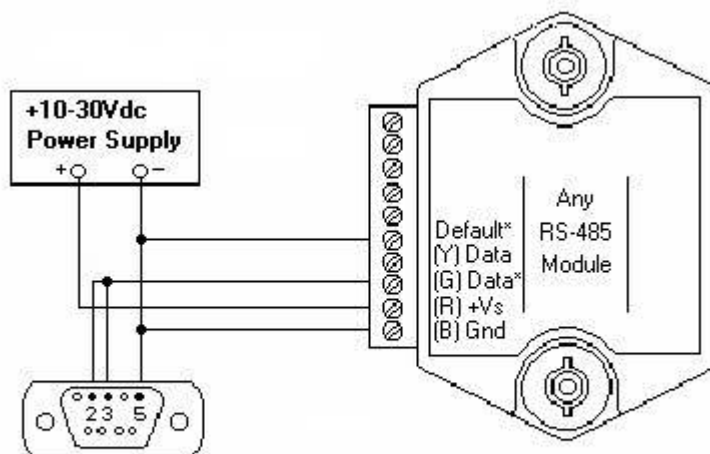 +10-30Vdc
Power Supply
+ -
Default*
(Y) Data
(G) Data*
(R) +Vs
(B) Gnd
Any
RS-485
Module
2 3 5